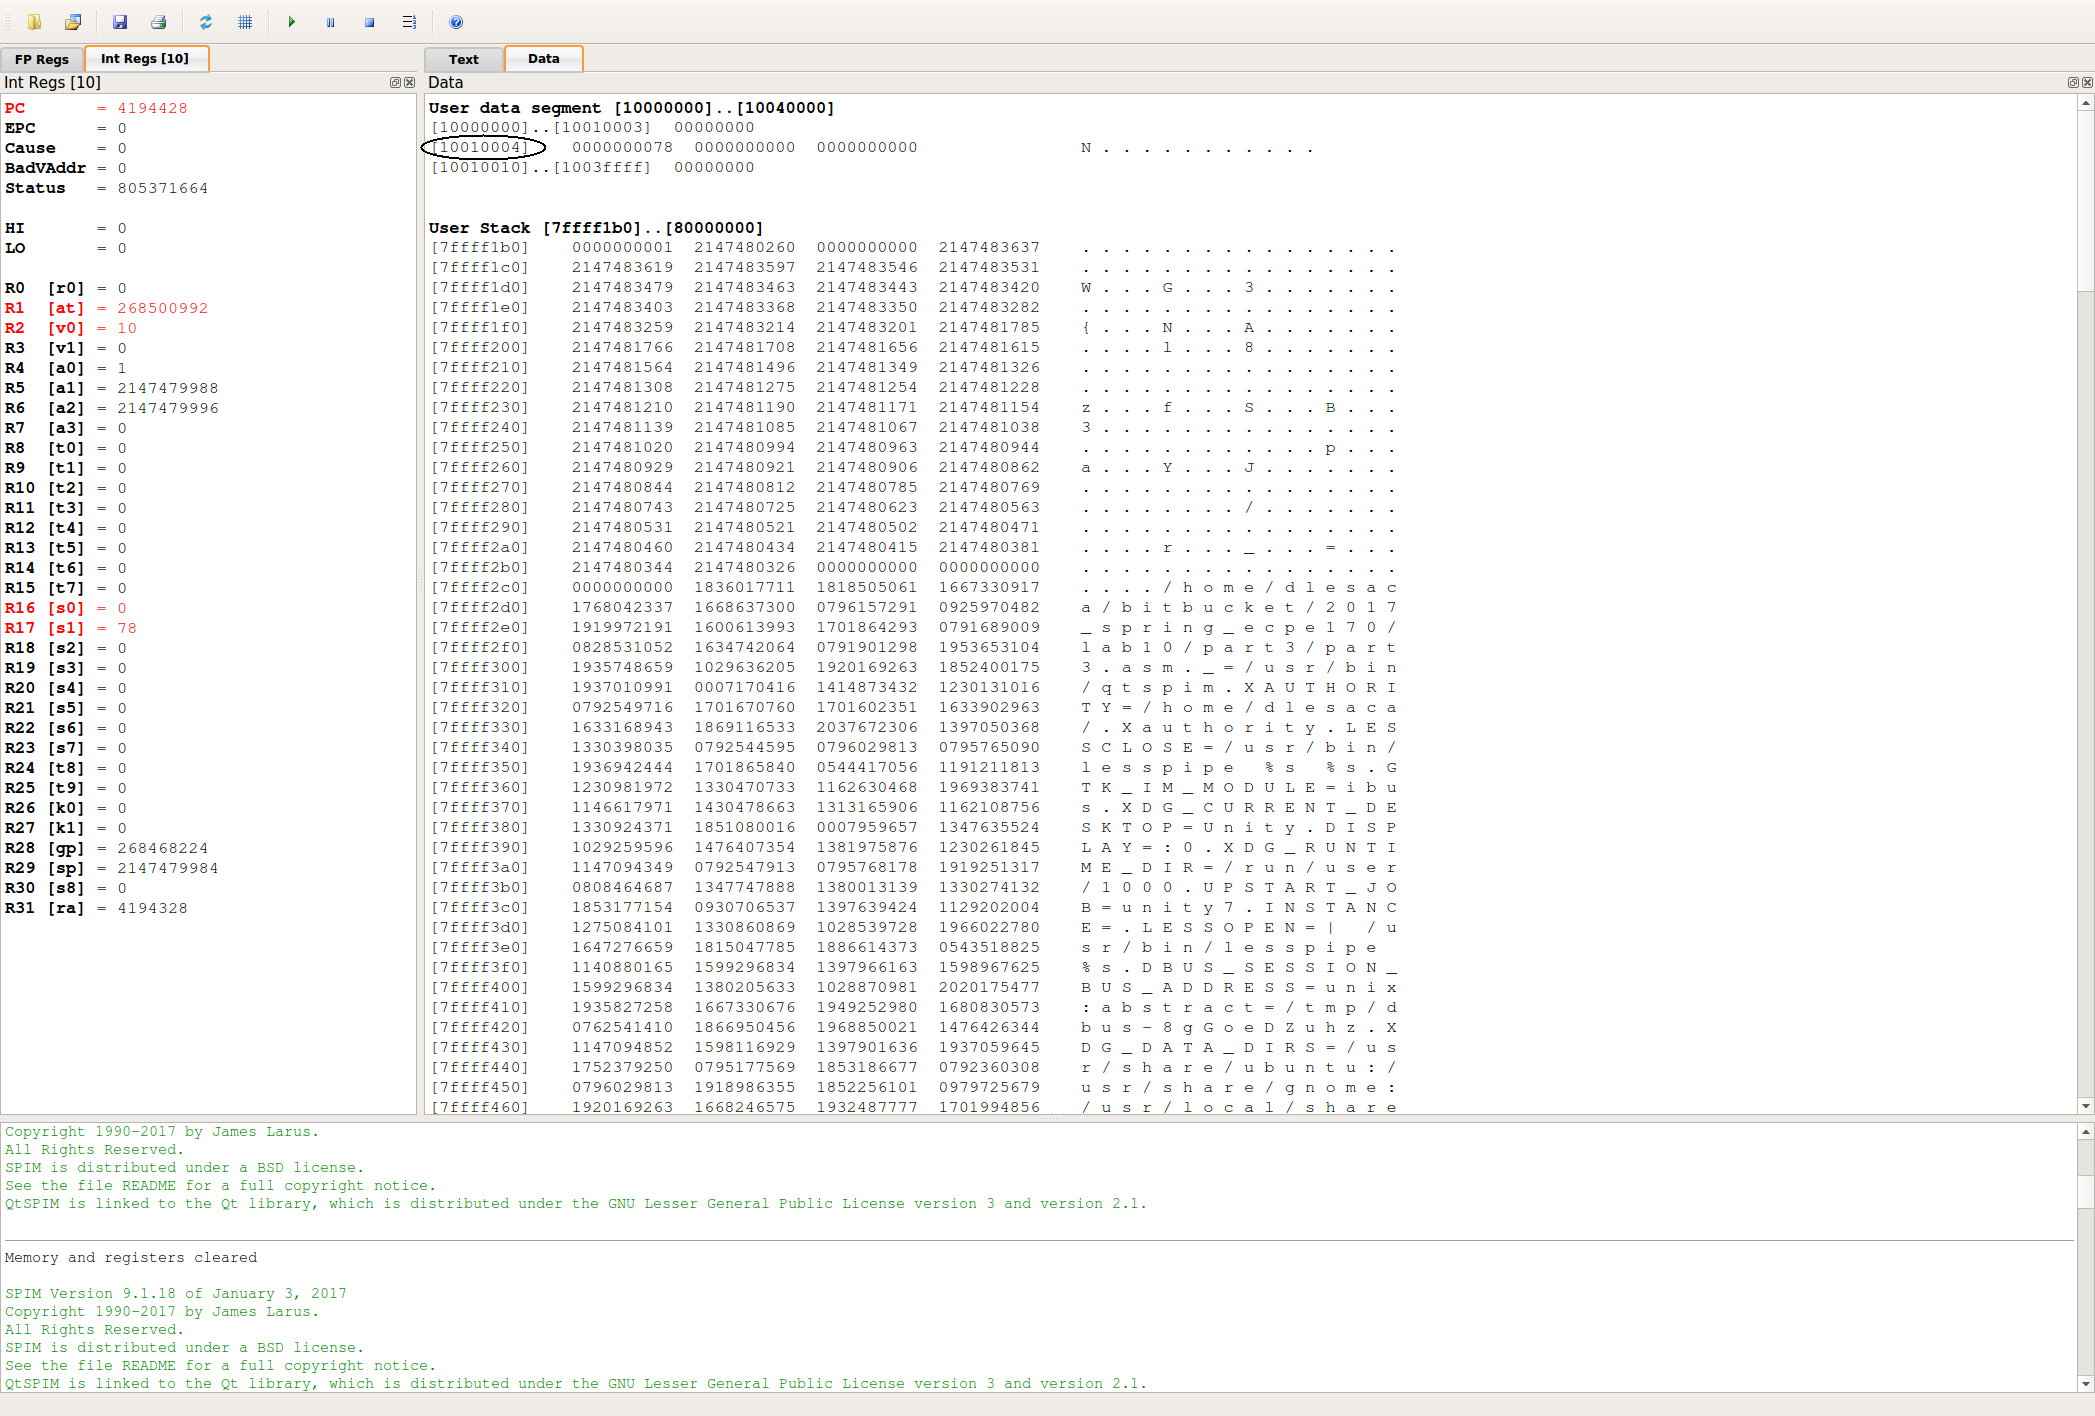 FP Regs Int Regs [10] Text Data
Int Regs [10]
PC = 4194428
EPC = 0
Cause = 0
BadVAddr = 0
Status = 805371664
HI = 0
LO = 0
R0 [r0] = 0
R1 [at] = 268500992
R2 [v0] = 10
R3 [v1] = 0
R4 [a0] = 1
R5 [a1] = 2147479988
R6 [a2] = 2147479996
R7 [a3] = 0
R8 [t0] = 0
R9 [t1] = 0
R10 [t2] = 0
R11 [t3] = 0
R12 [t4] = 0
R13 [t5] = 0
R14 [t6] = 0
R15 [t7] = 0
R16 [s0] = 0
R17 [s1] = 78
R18 [s2] = 0
R19 [s3] = 0
R20 [s4] = 0
R21 [s5] = 0
R22 [s6] = 0
R23 [s7] = 0
R24 [t8] = 0
R25 [t9] = 0
R26 [k0] = 0
R27 [k1] = 0
R28 [gp] = 268468224
R29 [sp] = 2147479984
R30 [s8] = 0
R31 [ra] = 4194328
Data
User data segment [10000000]..[10040000]
[10000000]..[10010003] 00000000
[10010004] 0000000078 0000000000 0000000000 N . . . . . . . . . . .
[10010010]..[1003ffff] 00000000
User Stack [7ffff1b0]..[80000000]
[7ffff1b0] 0000000001 2147480260 0000000000 2147483637 . . . . . . . . . . . . . . . .
[7ffff1c0] 2147483619 2147483597 2147483546 2147483531 . . . . . . . . . . . . . . . .
[7ffff1d0] 2147483479 2147483463 2147483443 2147483420 W . . . G . . . 3 . . . . . . .
[7ffff1e0] 2147483403 2147483368 2147483350 2147483282 . . . . . . . . . . . . . . . .
[7ffff1f0] 2147483259 2147483214 2147483201 2147481785 { . . . N . . . A . . . . . . .
[7ffff200] 2147481766 2147481708 2147481656 2147481615 . . . . l . . . 8 . . . . . . .
[7ffff210] 2147481564 2147481496 2147481349 2147481326 . . . . . . . . . . . . . . . .
[7ffff220] 2147481308 2147481275 2147481254 2147481228 . . . . . . . . . . . . . . . .
[7ffff230] 2147481210 2147481190 2147481171 2147481154 z . . . f . . . S . . . B . . .
[7ffff240] 2147481139 2147481085 2147481067 2147481038 3 . . . . . . . . . . . . . . .
[7ffff250] 2147481020 2147480994 2147480963 2147480944 . . . . . . . . . . . . p . . .
[7ffff260] 2147480929 2147480921 2147480906 2147480862 a . . . Y . . . J . . . . . . .
[7ffff270] 2147480844 2147480812 2147480785 2147480769 . . . . . . . . . . . . . . . .
[7ffff280] 2147480743 2147480725 2147480623 2147480563 . . . . . . . . / . . . . . . .
[7ffff290] 2147480531 2147480521 2147480502 2147480471 . . . . . . . . . . . . . . . .
[7ffff2a0] 2147480460 2147480434 2147480415 2147480381 . . . . r . . . _ . . . = . . .
[7ffff2b0] 2147480344 2147480326 0000000000 0000000000 . . . . . . . . . . . . . . . .
[7ffff2c0] 0000000000 1836017711 1818505061 1667330917 . . . . / h o m e / d l e s a c
[7ffff2d0] 1768042337 1668637300 0796157291 0925970482 a / b i t b u c k e t / 2 0 1 7
[7ffff2e0] 1919972191 1600613993 1701864293 0791689009 _ s p r i n g _ e c p e 1 7 0 /
[7ffff2f0] 0828531052 1634742064 0791901298 1953653104 l a b 1 0 / p a r t 3 / p a r t
[7ffff300] 1935748659 1029636205 1920169263 1852400175 3 . a s m . _ = / u s r / b i n
[7ffff310] 1937010991 0007170416 1414873432 1230131016 / q t s p i m . X A U T H O R I
[7ffff320] 0792549716 1701670760 1701602351 1633902963 T Y = / h o m e / d l e s a c a
[7ffff330] 1633168943 1869116533 2037672306 1397050368 / . X a u t h o r i t y . L E S
[7ffff340] 1330398035 0792544595 0796029813 0795765090 S C L O S E = / u s r / b i n /
[7ffff350] 1936942444 1701865840 0544417056 1191211813 l e s s p i p e % s % s . G
[7ffff360] 1230981972 1330470733 1162630468 1969383741 T K _ I M _ M O D U L E = i b u
[7ffff370] 1146617971 1430478663 1313165906 1162108756 s . X D G _ C U R R E N T _ D E
[7ffff380] 1330924371 1851080016 0007959657 1347635524 S K T O P = U n i t y . D I S P
[7ffff390] 1029259596 1476407354 1381975876 1230261845 L A Y = : 0 . X D G _ R U N T I
[7ffff3a0] 1147094349 0792547913 0795768178 1919251317 M E _ D I R = / r u n / u s e r
[7ffff3b0] 0808464687 1347747888 1380013139 1330274132 / 1 0 0 0 . U P S T A R T _ J O
[7ffff3c0] 1853177154 0930706537 1397639424 1129202004 B = u n i t y 7 . I N S T A N C
[7ffff3d0] 1275084101 1330860869 1028539728 1966022780 E = . L E S S O P E N = | / u
[7ffff3e0] 1647276659 1815047785 1886614373 0543518825 s r / b i n / l e s s p i p e
[7ffff3f0] 1140880165 1599296834 1397966163 1598967625 % s . D B U S _ S E S S I O N _
[7ffff400] 1599296834 1380205633 1028870981 2020175477 B U S _ A D D R E S S = u n i x
[7ffff410] 1935827258 1667330676 1949252980 1680830573 : a b s t r a c t = / t m p / d
[7ffff420] 0762541410 1866950456 1968850021 1476426344 b u s - 8 g G o e D Z u h z . X
[7ffff430] 1147094852 1598116929 1397901636 1937059645 D G _ D A T A _ D I R S = / u s
[7ffff440] 1752379250 0795177569 1853186677 0792360308 r / s h a r e / u b u n t u : /
[7ffff450] 0796029813 1918986355 1852256101 0979725679 u s r / s h a r e / g n o m e :
[7ffff460] 1920169263 1668246575 1932487777 1701994856 / u s r / l o c a l / s h a r e
Copyright 1990-2017 by James Larus.
All Rights Reserved.
SPIM is distributed under a BSD license.
See the file README for a full copyright notice.
QtSPIM is linked to the Qt library, which is distributed under the GNU Lesser General Public License version 3 and version 2.1.
Memory and registers cleared
SPIM Version 9.1.18 of January 3, 2017
Copyright 1990-2017 by James Larus.
All Rights Reserved.
SPIM is distributed under a BSD license.
See the file README for a full copyright notice.
QtSPIM is linked to the Qt library, which is distributed under the GNU Lesser General Public License version 3 and version 2.1.